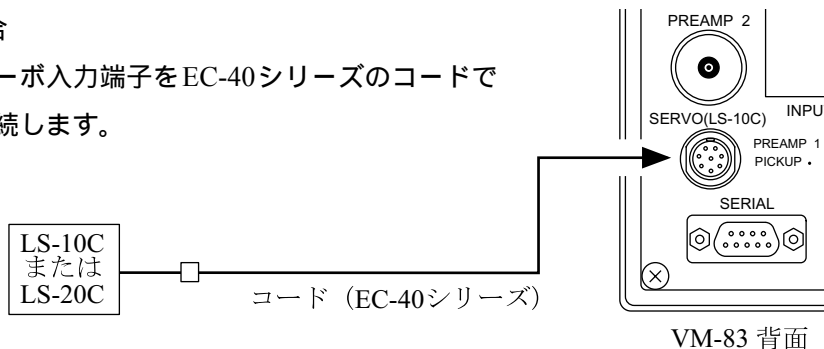 合
ーボ入力端子をEC-40シリーズのコードで
続します。
PREAMP 2
SERVO(LS-10C)
INPU
PREAMP 1
PICKUP •
SERIAL
LS-10C
または
LS-20C
コード（EC-40シリーズ）
VM-83 背面